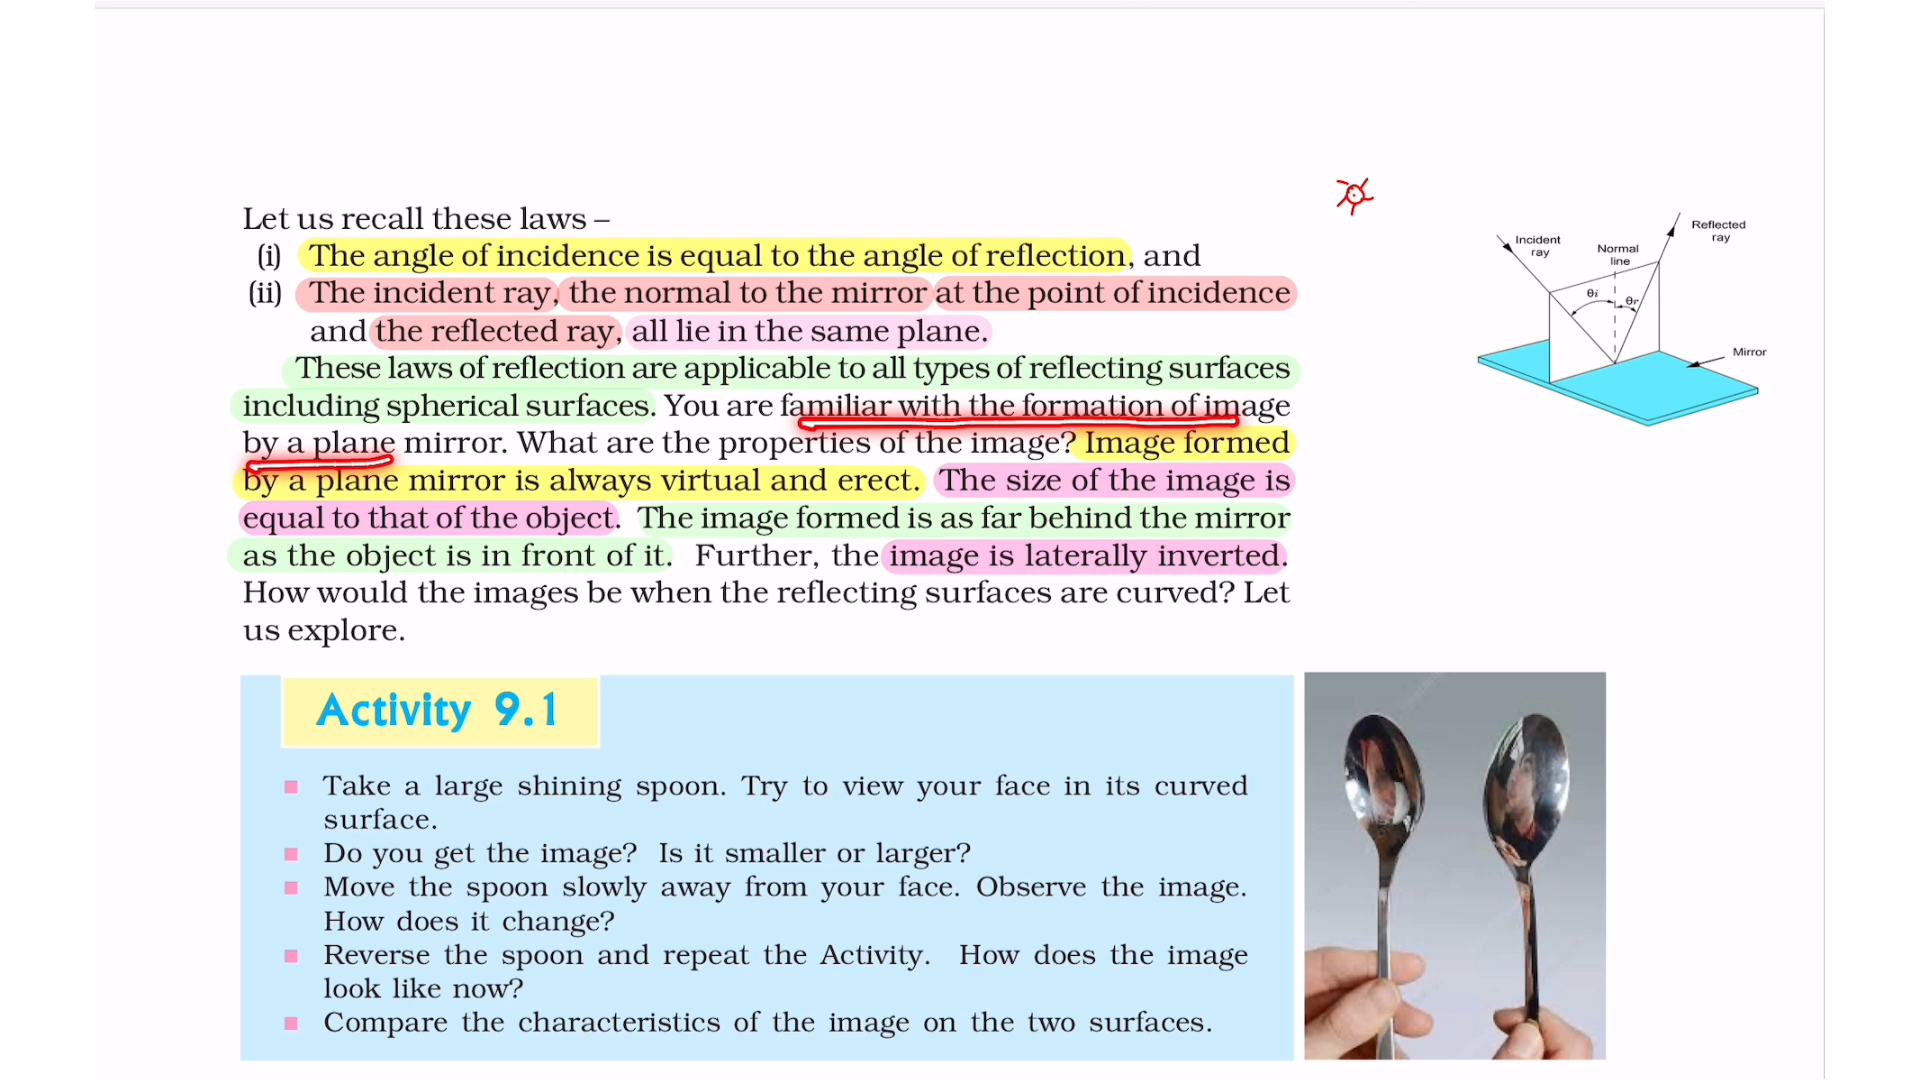 Let us recall these laws –
(i) The angle of incidence is equal to the angle of reflection, and
(ii) The incident ray, the normal to the mirror at the point of incidence
and the reflected ray, all lie in the same plane.
These laws of reflection are applicable to all types of reflecting surfaces
including spherical surfaces. You are familiar with the formation of image
by a plane mirror. What are the properties of the image? Image formed
by a plane mirror is always virtual and erect. The size of the image is
equal to that of the object. The image formed is as far behind the mirror
as the object is in front of it. Further, the image is laterally inverted.
How would the images be when the reflecting surfaces are curved? Let
us explore.
Incident
ray
Normal
line
Reflected
ray
θi
θr
Mirror
Activity 9.1
Take a large shining spoon. Try to view your face in its curved
surface.
Do you get the image? Is it smaller or larger?
Move the spoon slowly away from your face. Observe the image.
How does it change?
Reverse the spoon and repeat the Activity. How does the image
look like now?
Compare the characteristics of the image on the two surfaces.